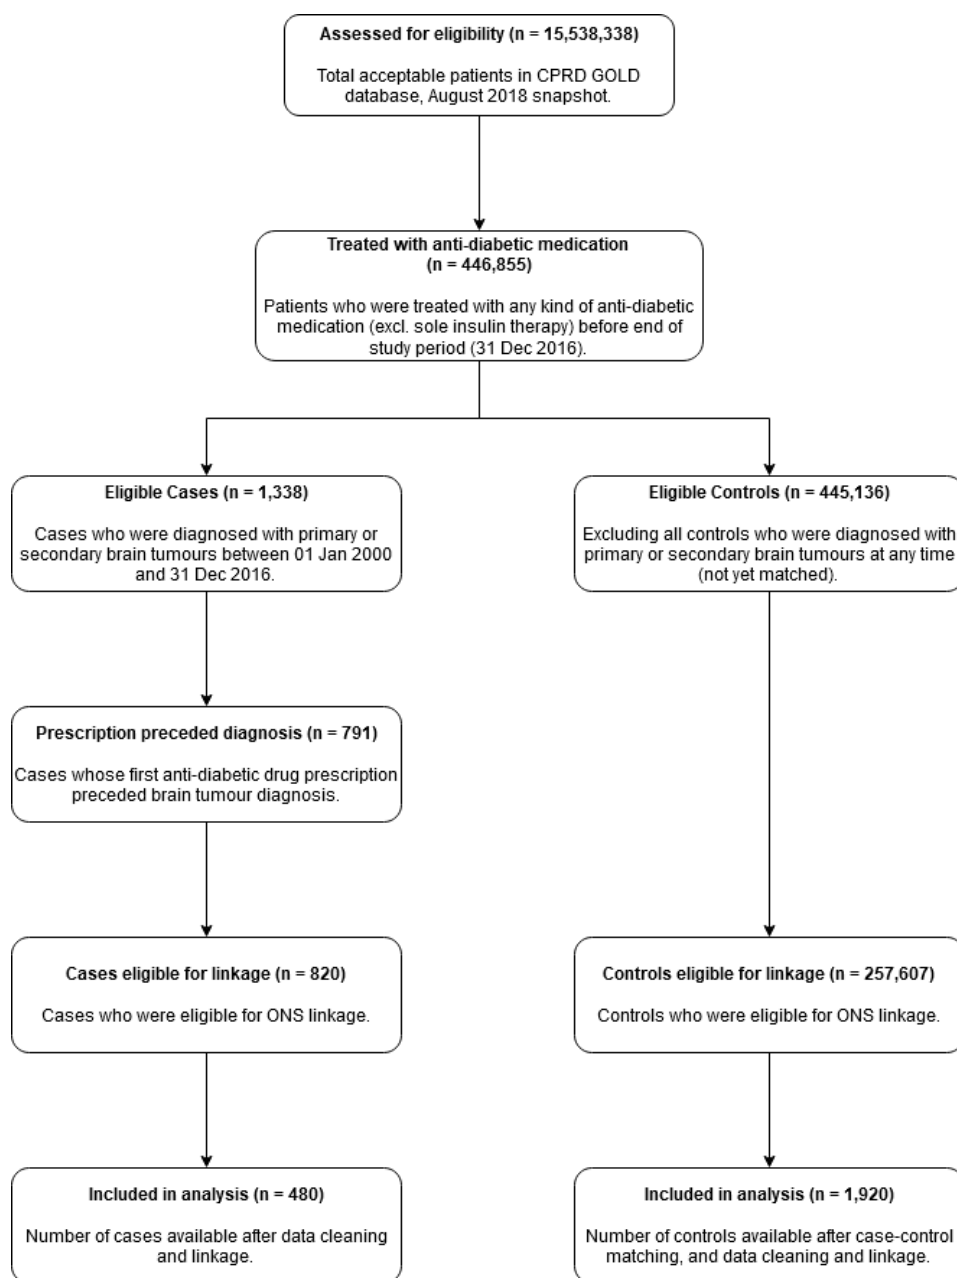 Assessed for eligibility (n = 15,538,338)
Total acceptable patients in CPRD GOLD
database, August 2018 snapshot.
Treated with anti-diabetic medication
(n = 446,855)
Patients who were treated with any kind of anti-diabetic
medication (excl. sole insulin therapy) before end of
study period (31 Dec 2016).
Eligible Cases (n = 1,338)
Cases who were diagnosed with primary or
secondary brain tumours between 01 Jan 2000
and 31 Dec 2016.
Eligible Controls (n = 445,136)
Excluding all controls who were diagnosed with
primary or secondary brain tumours at any time
(not yet matched).
Prescription preceded diagnosis (n = 791)
Cases whose first anti-diabetic drug prescription
preceded brain tumour diagnosis.
Cases eligible for linkage (n = 820)
Cases who were eligible for ONS linkage.
Controls eligible for linkage (n = 257,607)
Controls who were eligible for ONS linkage.
Included in analysis (n = 480)
Number of cases available after data cleaning
and linkage.
Included in analysis (n = 1,920)
Number of controls available after case-control
matching, and data cleaning and linkage.